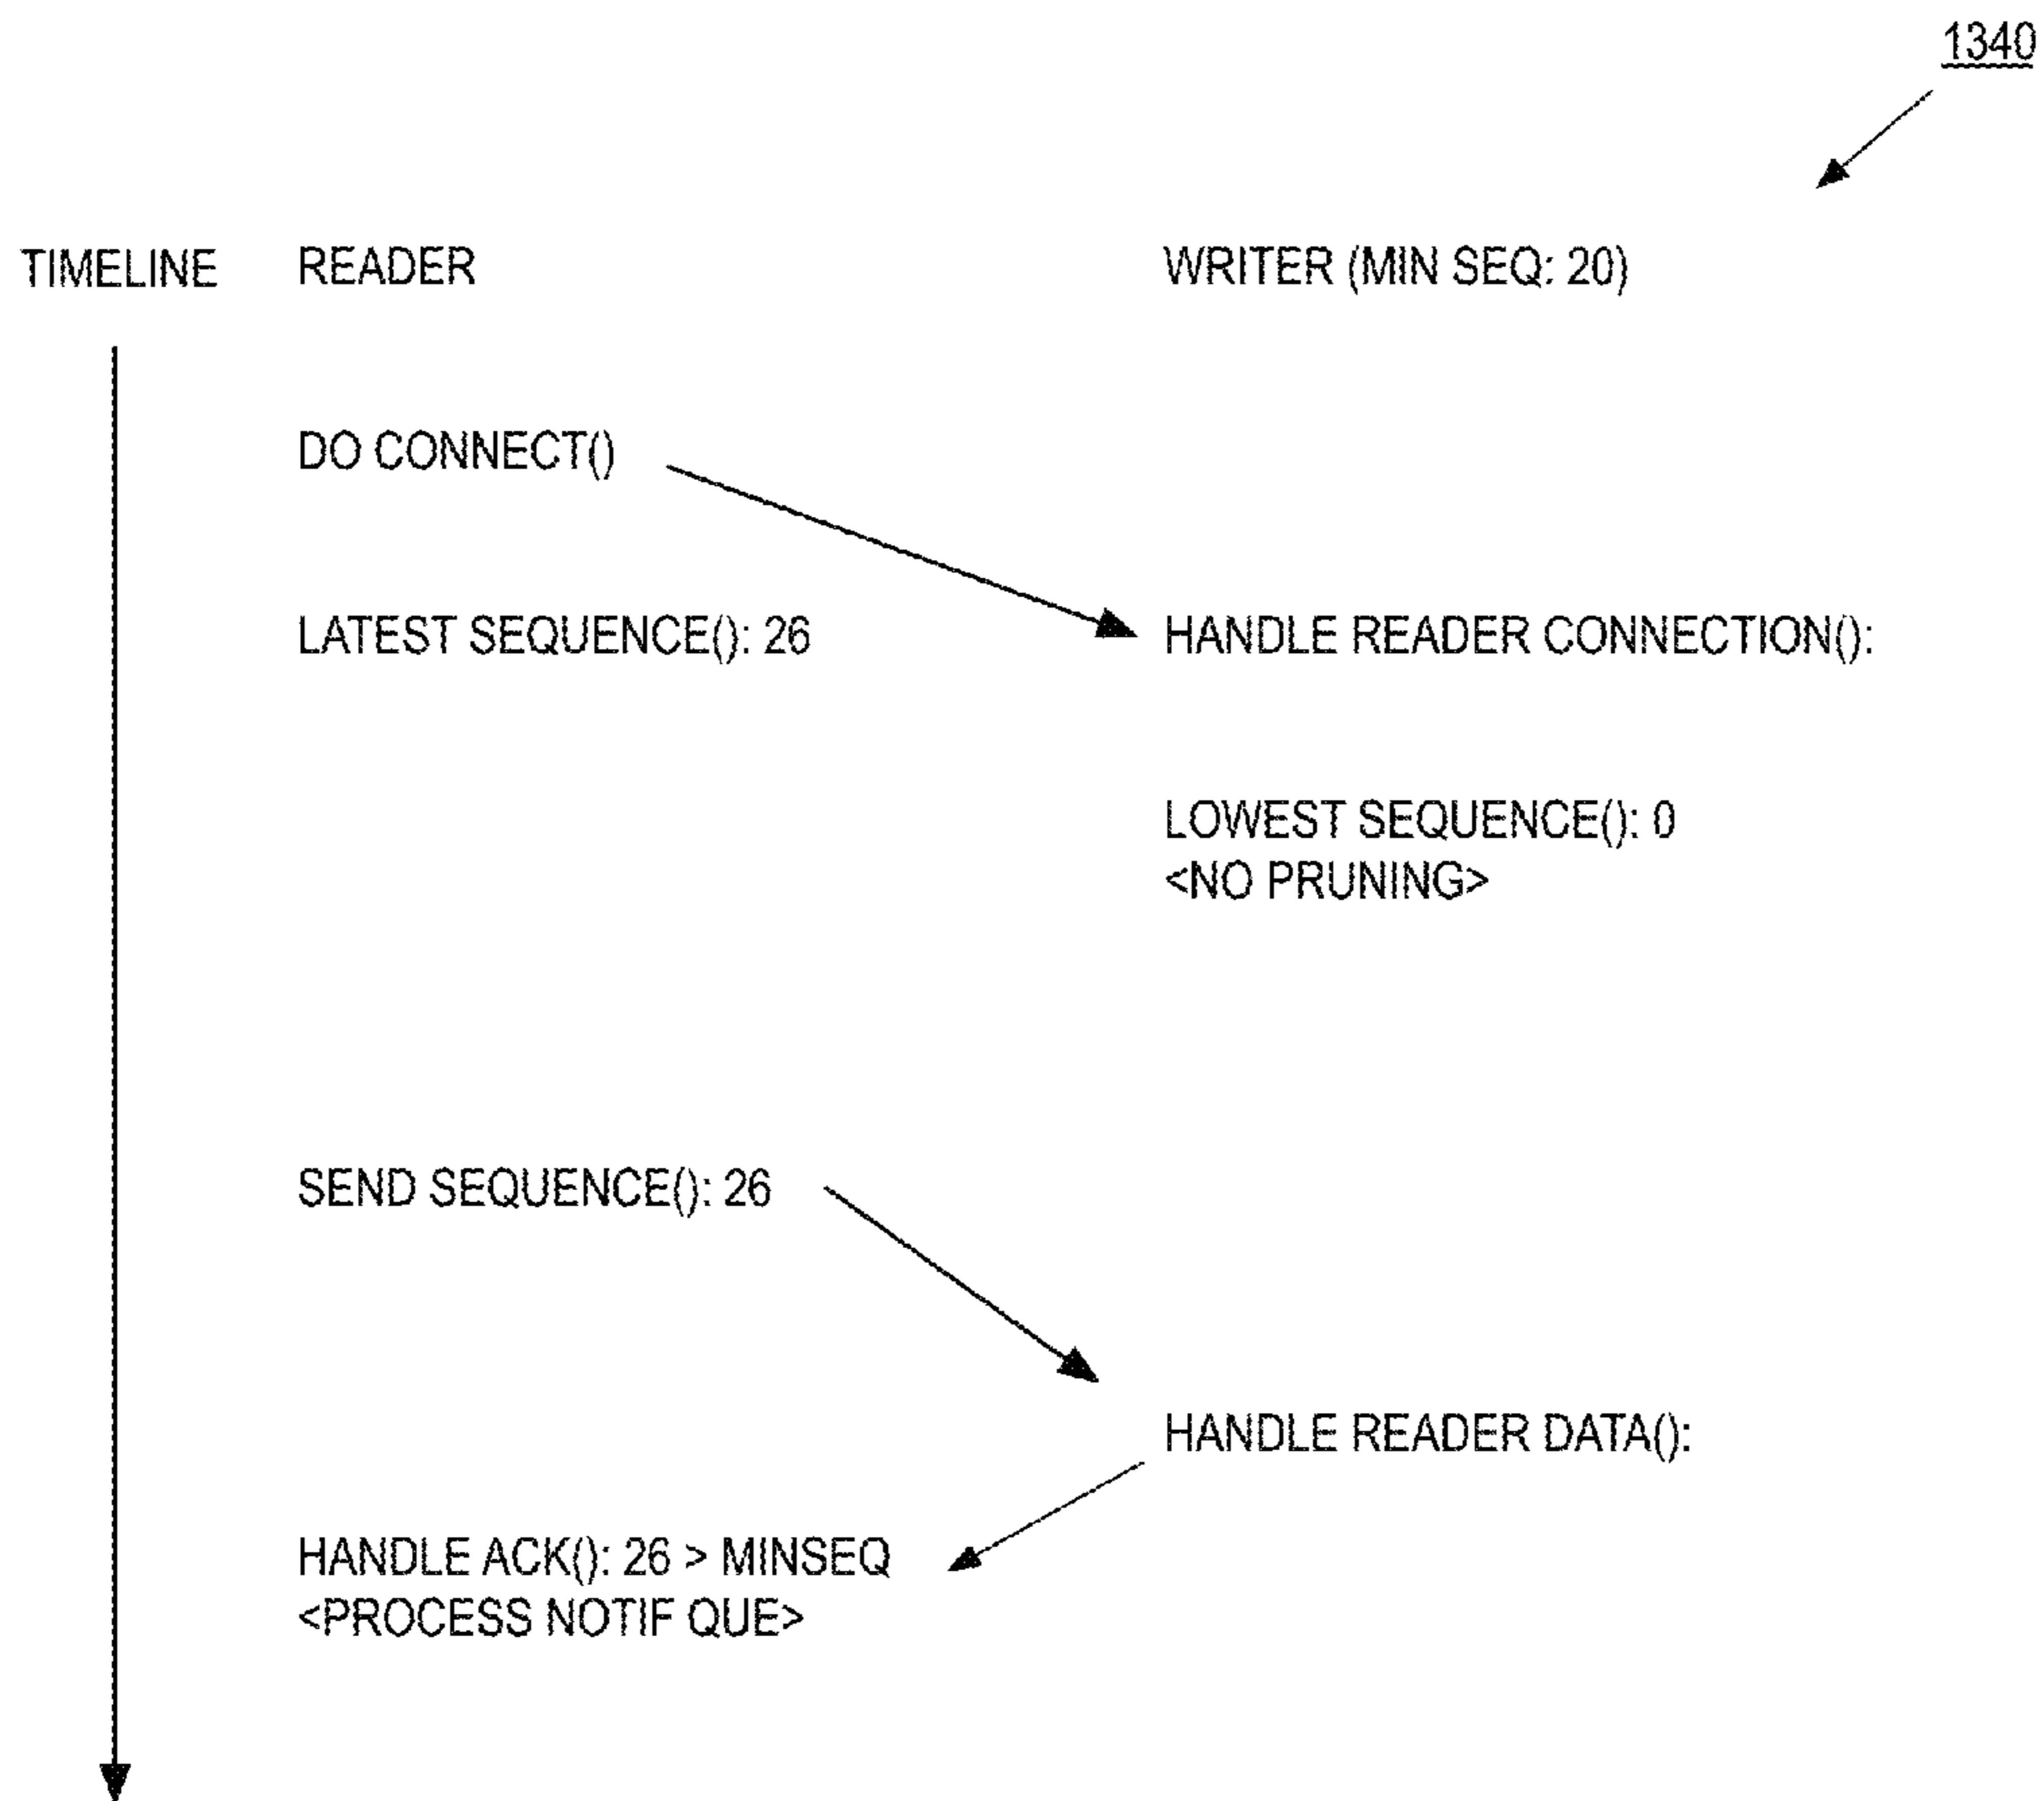 1340
TIMELINE READER WRITER (MIN SEQ: 20)
DO CONNECT()
LATEST SEQUENCE(): 26 HANDLE READER CONNECTION():
LOWEST SEQUENCE(): 0
<NO PRUNING>
SEND SEQUENCE(): 26
HANDLE READER DATA():
HANDLE ACK(): 26 > MINSEQ
<PROCESS NOTIF QUE>